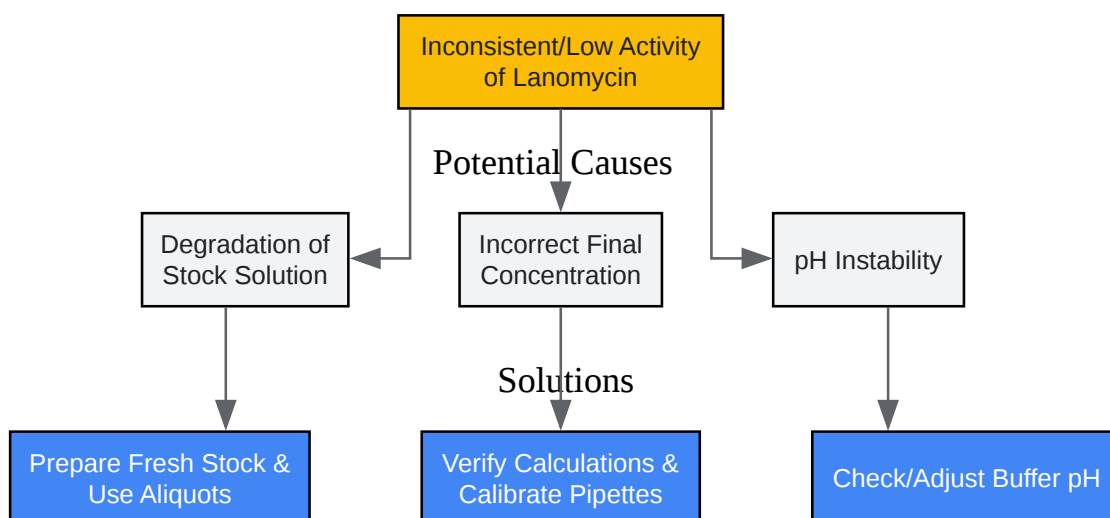 Inconsistent/Low Activity
of Lanomycin
Potential Causes
Degradation of
Stock Solution
Incorrect Final
Concentration
pH Instability
Solutions
Prepare Fresh Stock &
Use Aliquots
Verify Calculations &
Calibrate Pipettes
Check/Adjust Buffer pH